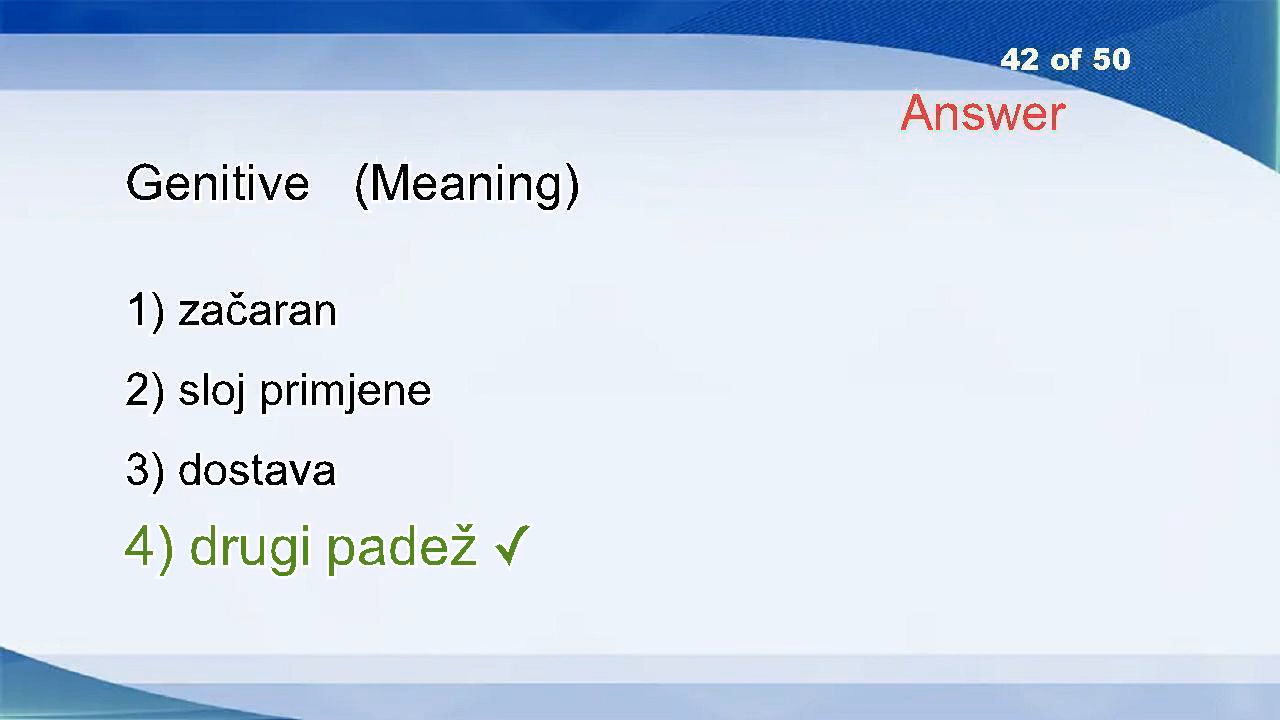 42 of 50
Answer
Genitive (Meaning)
1) začaran
2) sloj primjene
3) dostava
4) drugi padež ✓